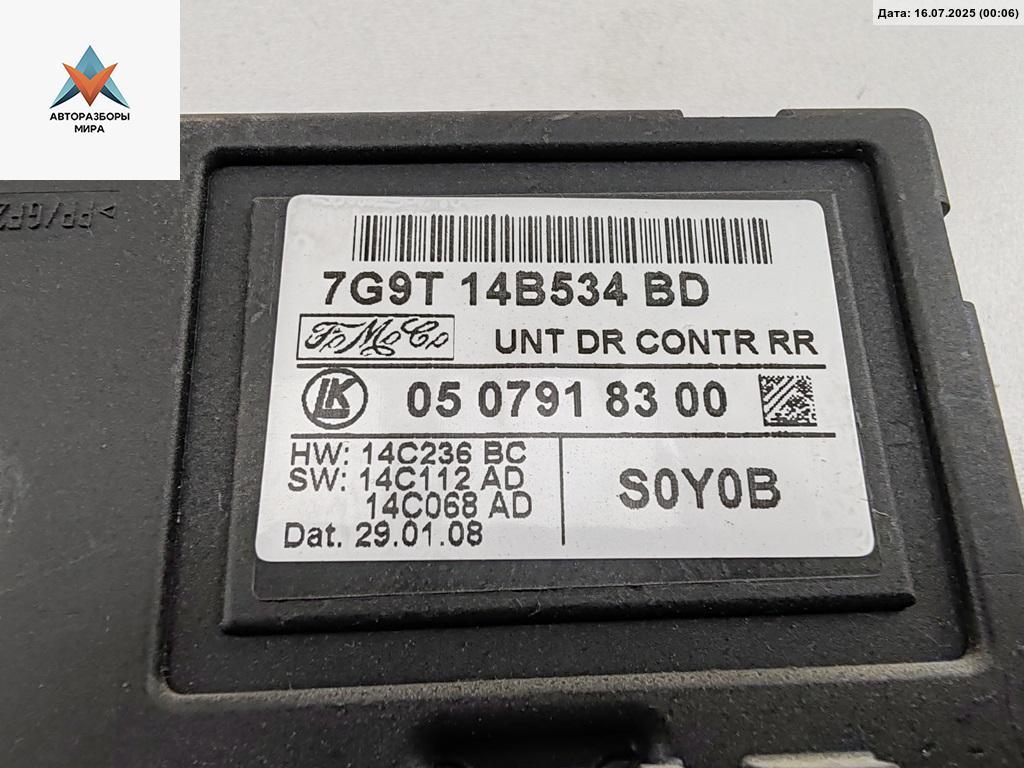 Дата: 16.07.2025 (00:06)
АВТОРАЗБОРЫ
МИРА
7G9T 14B534 BD
FoMoCo UNT DR CONTR RR
LK 05 0791 83 00
HW: 14C236 BC
SW: 14C112 AD
14C068 AD
S0Y0B
Dat. 29.01.08